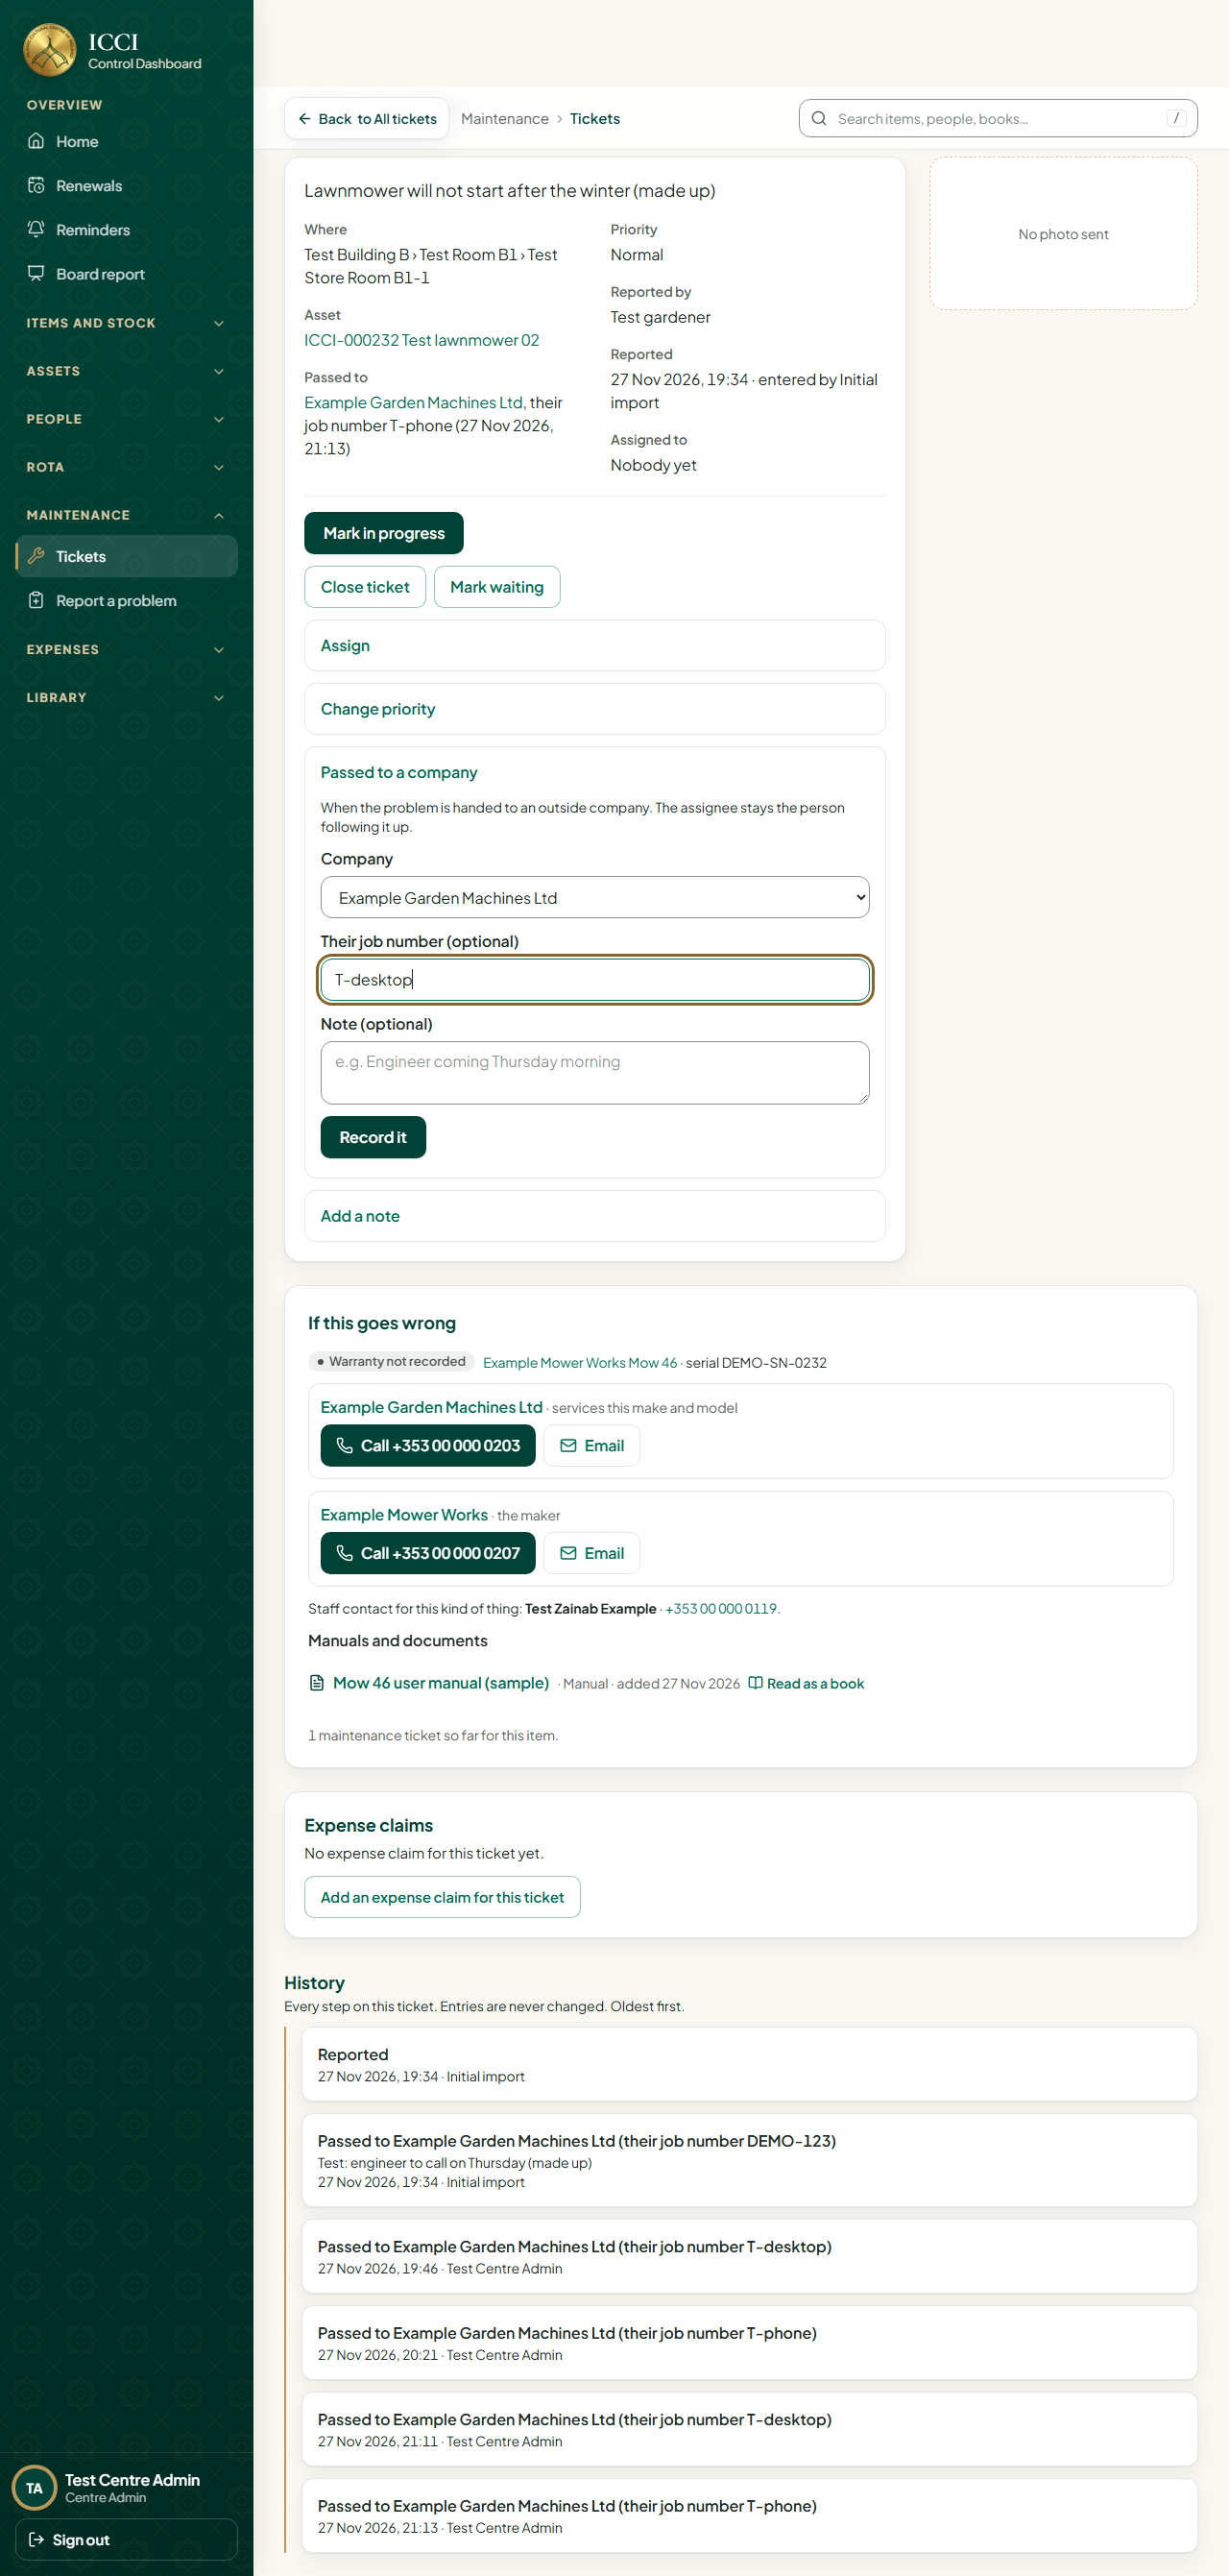 ICCI
Control Dashboard
OVERVIEW
Home
Renewals
Reminders
Board report
ITEMS AND STOCK
ASSETS
PEOPLE
ROTA
MAINTENANCE
Tickets
Report a problem
EXPENSES
LIBRARY
TA
Test Centre Admin
Centre Admin
Sign out
Back to All tickets
Maintenance › Tickets
Search items, people, books…
/
Lawnmower will not start after the winter (made up)
Where
Test Building B › Test Room B1 › Test
Store Room B1-1
Asset
ICCI-000232 Test lawnmower 02
Passed to
Example Garden Machines Ltd, their
job number T-phone (27 Nov 2026,
21:13)
Priority
Normal
Reported by
Test gardener
Reported
27 Nov 2026, 19:34 · entered by Initial
import
Assigned to
Nobody yet
No photo sent
Mark in progress
Close ticket
Mark waiting
Assign
Change priority
Passed to a company
When the problem is handed to an outside company. The assignee stays the person
following it up.
Company
Example Garden Machines Ltd
Their job number (optional)
T-desktop
Note (optional)
e.g. Engineer coming Thursday morning
Record it
Add a note
If this goes wrong
Warranty not recorded
Example Mower Works Mow 46 · serial DEMO-SN-0232
Example Garden Machines Ltd · services this make and model
Call +353 00 000 0203
Email
Example Mower Works · the maker
Call +353 00 000 0207
Email
Staff contact for this kind of thing: Test Zainab Example · +353 00 000 0119.
Manuals and documents
Mow 46 user manual (sample) · Manual · added 27 Nov 2026 Read as a book
1 maintenance ticket so far for this item.
Expense claims
No expense claim for this ticket yet.
Add an expense claim for this ticket
History
Every step on this ticket. Entries are never changed. Oldest first.
Reported
27 Nov 2026, 19:34 · Initial import
Passed to Example Garden Machines Ltd (their job number DEMO-123)
Test: engineer to call on Thursday (made up)
27 Nov 2026, 19:34 · Initial import
Passed to Example Garden Machines Ltd (their job number T-desktop)
27 Nov 2026, 19:46 · Test Centre Admin
Passed to Example Garden Machines Ltd (their job number T-phone)
27 Nov 2026, 20:21 · Test Centre Admin
Passed to Example Garden Machines Ltd (their job number T-desktop)
27 Nov 2026, 21:11 · Test Centre Admin
Passed to Example Garden Machines Ltd (their job number T-phone)
27 Nov 2026, 21:13 · Test Centre Admin